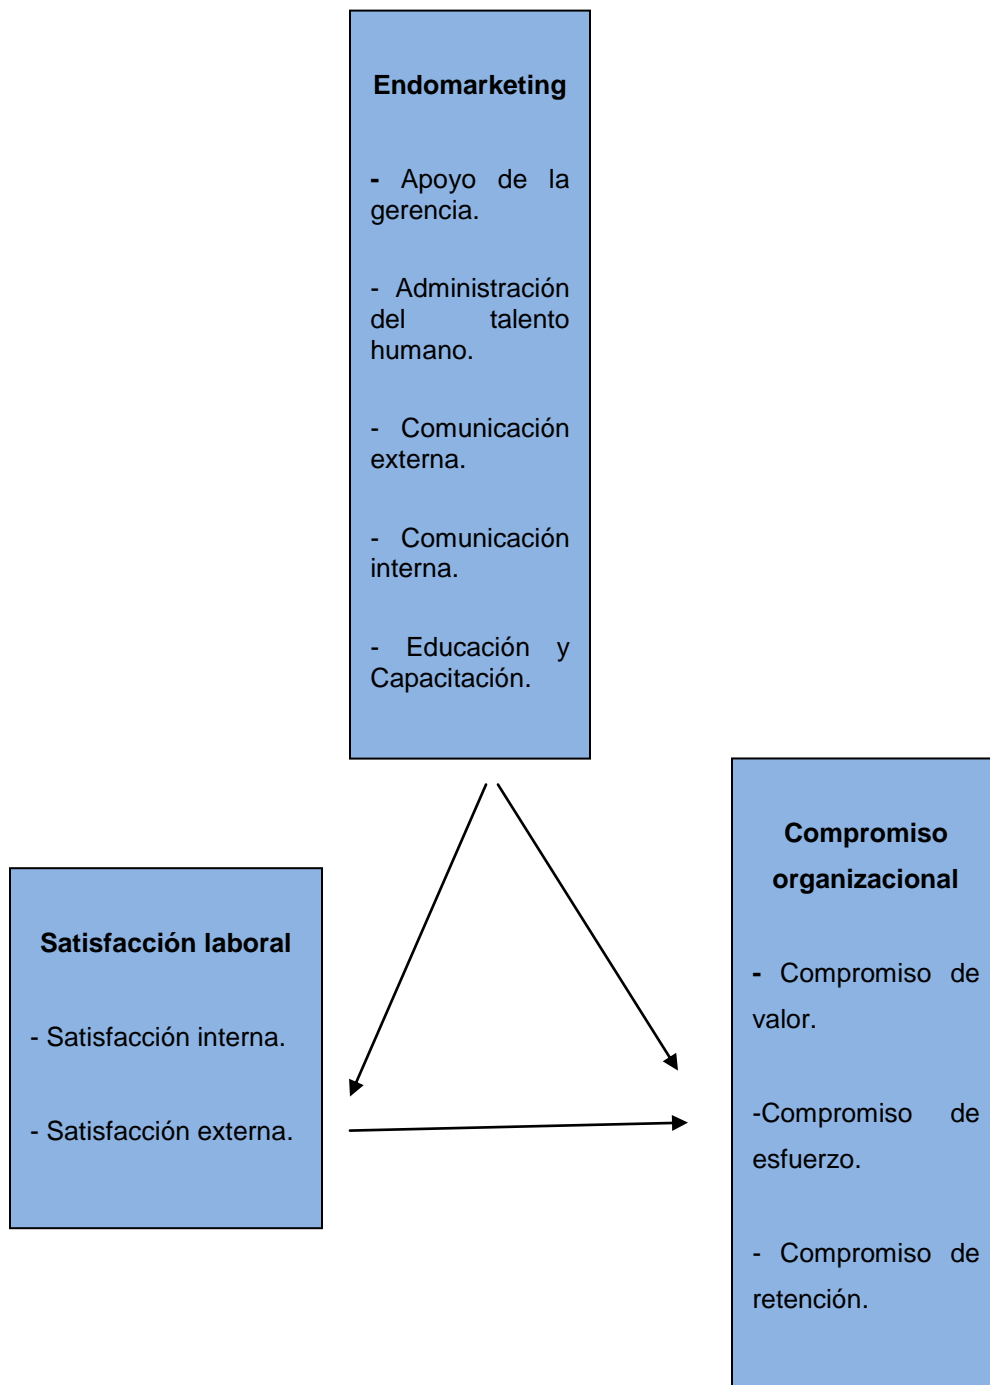 Endomarketing
- Apoyo de la
gerencia.
- Administración
del talento
humano.
- Comunicación
externa.
- Comunicación
interna.
- Educación y
Capacitación.
Satisfacción laboral
- Satisfacción interna.
- Satisfacción externa.
Compromiso
organizacional
- Compromiso de
valor.
-Compromiso de
esfuerzo.
- Compromiso de
retención.